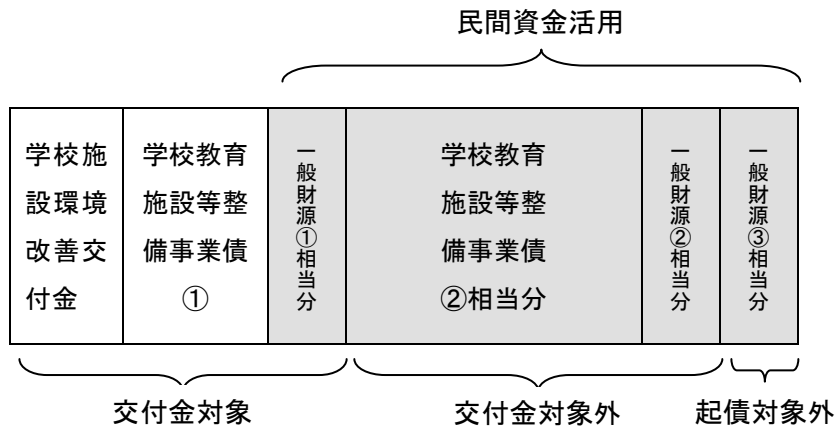 民間資金活用
学校施
設環境
改善交
付金
学校教育
施設等整
備事業債
①
一般財源①相当分
学校教育
施設等整
備事業債
②相当分
一般財源②相当分
一般財源③相当分
交付金対象
交付金対象外
起債対象外